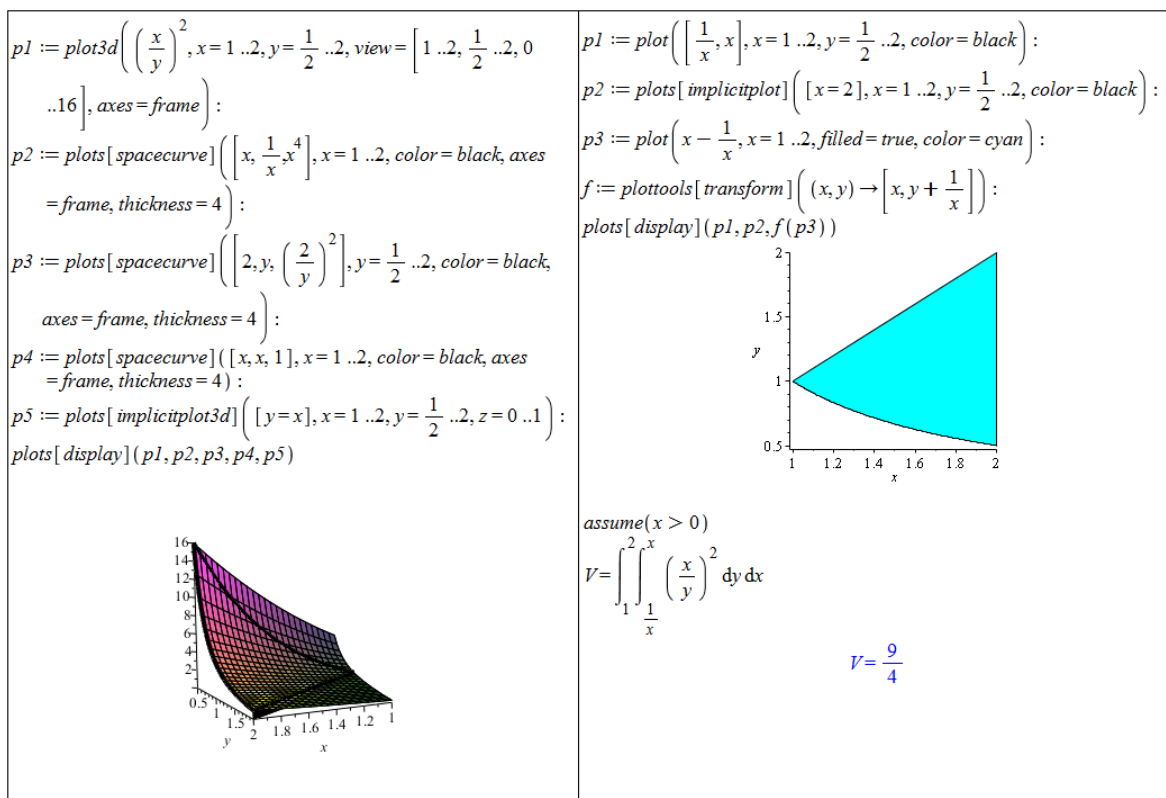 p1 := plot3d((x/y)^2, x = 1 ..2, y = 1/2 ..2, view = [1 ..2, 1/2 ..2, 0
..16], axes = frame) :
p2 := plots[spacecurve]([x, 1/x, x^4], x = 1 ..2, color = black, axes
= frame, thickness = 4) :
p3 := plots[spacecurve]([2, y, (2/y)^2], y = 1/2 ..2, color = black,
axes = frame, thickness = 4) :
p4 := plots[spacecurve]([x, x, 1], x = 1 ..2, color = black, axes
= frame, thickness = 4) :
p5 := plots[implicitplot3d]([y = x], x = 1 ..2, y = 1/2 ..2, z = 0 ..1) :
plots[display](p1, p2, p3, p4, p5)
16
14
12
10
8
6
4
2
0.5
1
1.5
2
y
1.8
1.6
1.4
1.2
1
x
p1 := plot([1/x, x], x = 1 ..2, y = 1/2 ..2, color = black) :
p2 := plots[implicitplot]([x = 2], x = 1 ..2, y = 1/2 ..2, color = black) :
p3 := plot(x − 1/x, x = 1 ..2, filled = true, color = cyan) :
f := plottools[transform]((x, y) → [x, y + 1/x]) :
plots[display](p1, p2, f(p3))
2
1.5
y
1
0.5
1 1.2 1.4 1.6 1.8 2
x
assume(x > 0)
V = ∫_1^2 ∫_{1/x}^x (x/y)^2 dy dx
V = 9/4